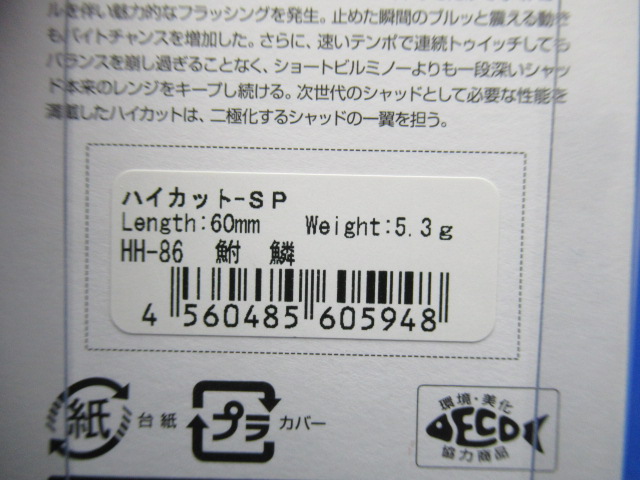 ルを伴い魅力的なフラッシングを発生。止めた瞬間のブルッと震える動き
もバイトチャンスを増加した。さらに、速いテンポで連続トゥイッチしても
バランスを崩し過ぎることなく、ショートビルミノーよりも一段深いシャッ
ド本来のレンジをキープし続ける。次世代のシャッドとして必要な性能を
満載したハイカットは、二極化するシャッドの一翼を担う。
ハイカット-SP
Length:60mm Weight:5.3g
HH-86 鮒 鱗
4 560485 605948
紙 台紙 プラ カバー
環境・美化
ECO
協力商品